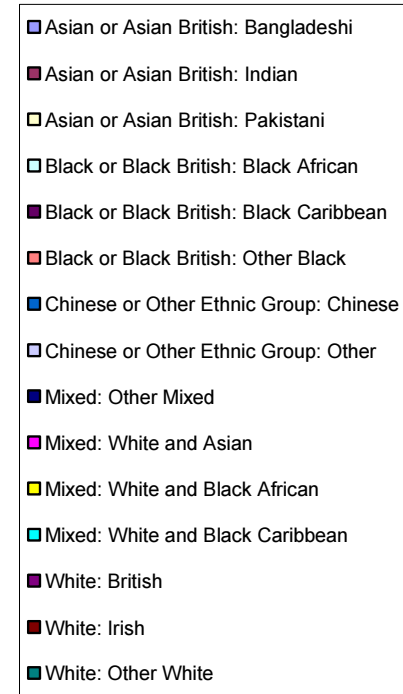 Asian or Asian British: Bangladeshi
Asian or Asian British: Indian
Asian or Asian British: Pakistani
Black or Black British: Black African
Black or Black British: Black Caribbean
Black or Black British: Other Black
Chinese or Other Ethnic Group: Chinese
Chinese or Other Ethnic Group: Other
Mixed: Other Mixed
Mixed: White and Asian
Mixed: White and Black African
Mixed: White and Black Caribbean
White: British
White: Irish
White: Other White